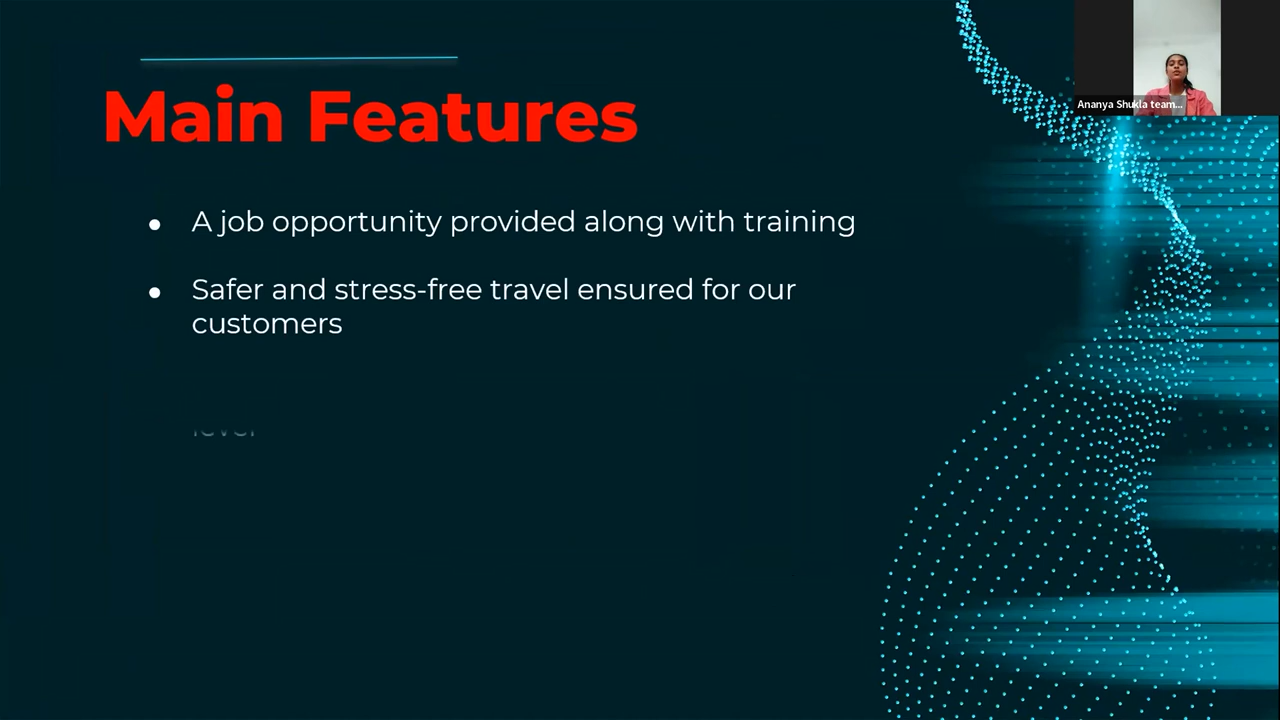 Main Features
Ananya Shukla team...
● A job opportunity provided along with training
● Safer and stress-free travel ensured for our
customers
level